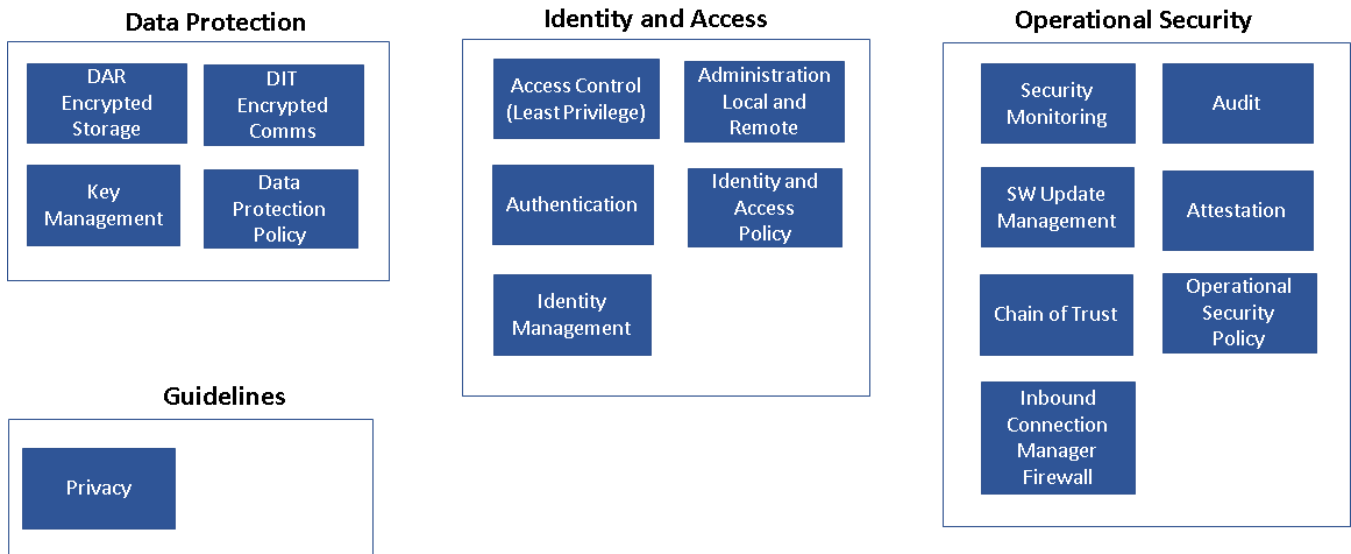 Data Protection
DAR
Encrypted
Storage
DIT
Encrypted
Comms
Key
Management
Data
Protection
Policy
Identity and Access
Access Control
(Least Privilege)
Administration
Local and
Remote
Authentication
Identity and
Access
Policy
Identity
Management
Operational Security
Security
Monitoring
Audit
SW Update
Management
Attestation
Chain of Trust
Operational
Security
Policy
Inbound
Connection
Manager
Firewall
Guidelines
Privacy